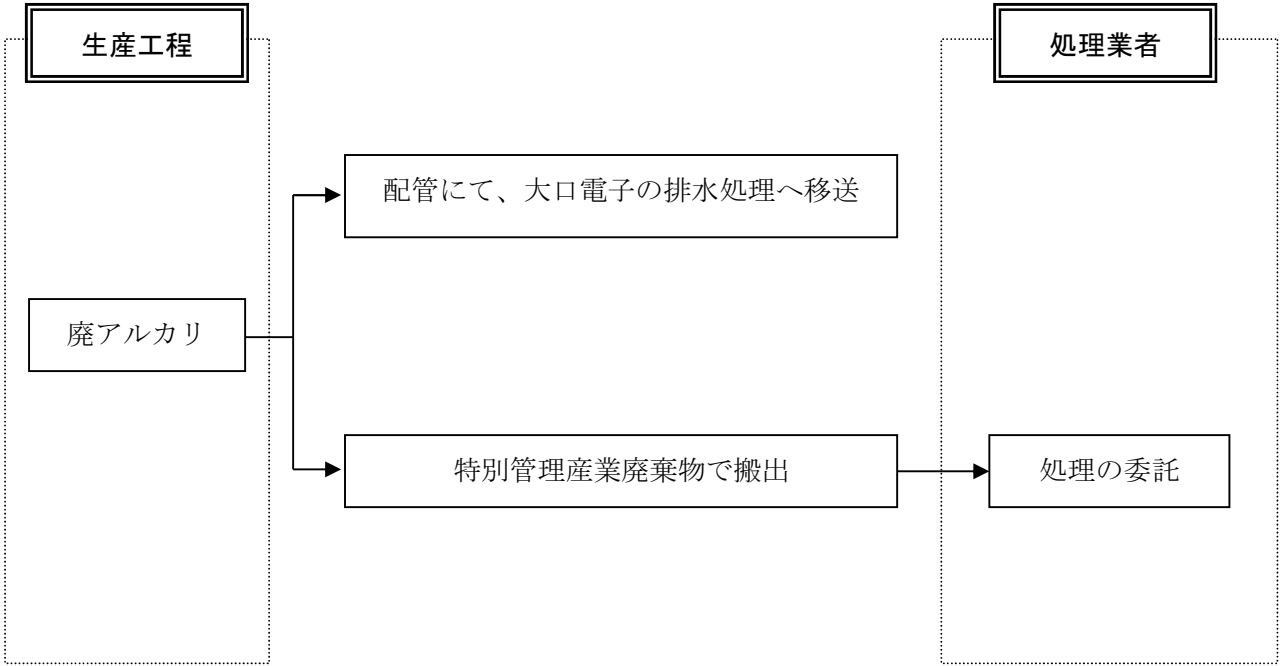 生産工程
処理業者
配管にて、大口電子の排水処理へ移送
廃アルカリ
特別管理産業廃棄物で搬出
処理の委託